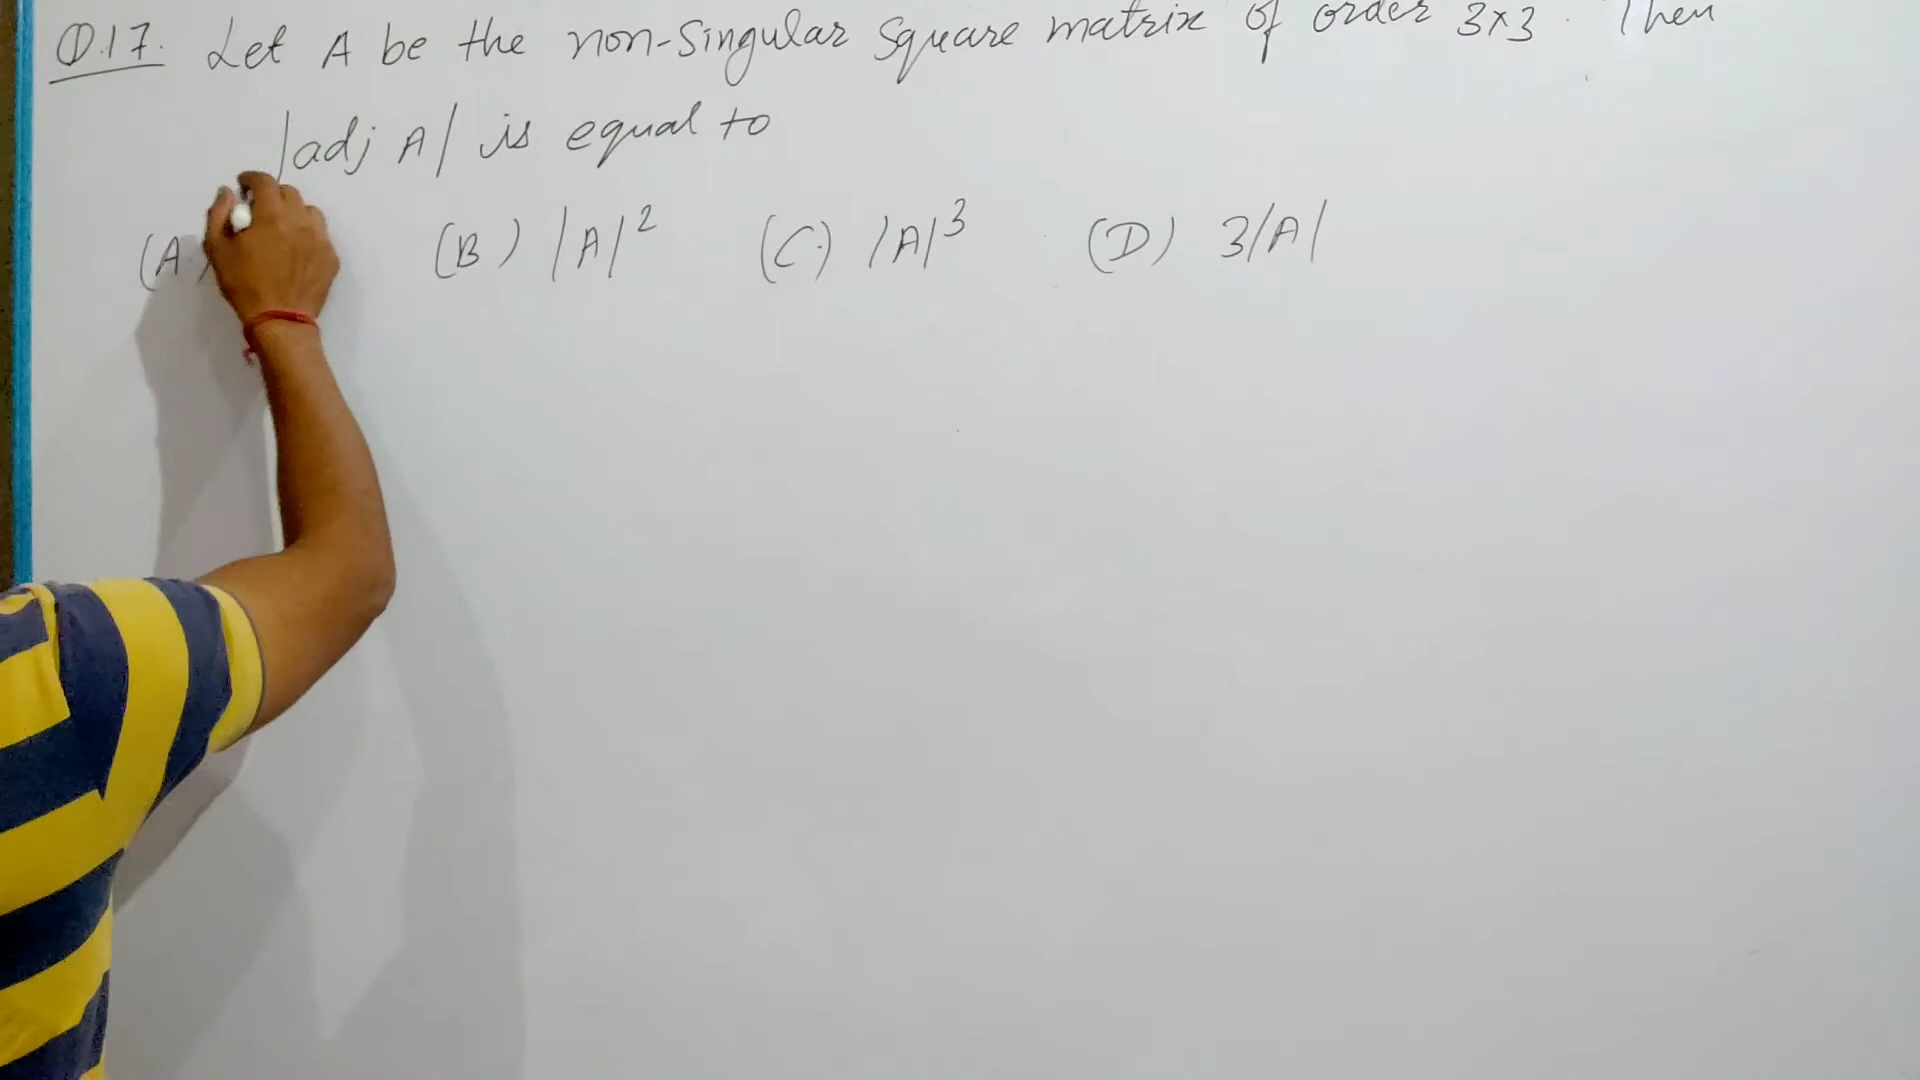 Q.17. Let A be the non-Singular Square matrix of order 3×3. Then
|adj A| is equal to
(A) (B) |A|² (C) |A|³ (D) 3|A|